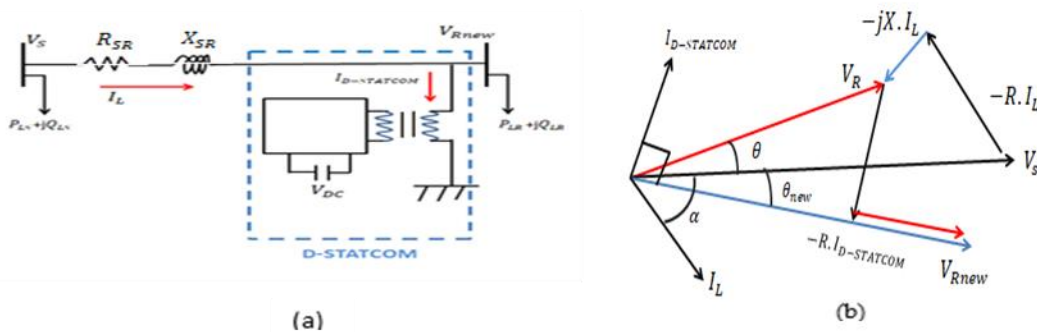 V_S
R_SR
X_SR
V_Rnew
I_D-STATCOM
I_L
P_LS+jQ_LS
P_LR+jQ_LR
V_DC
D-STATCOM
(a)
-jX.I_L
I_D-STATCOM
V_R
-R.I_L
θ
V_s
θ_new
α
-R.I_D-STATCOM
V_Rnew
I_L
(b)